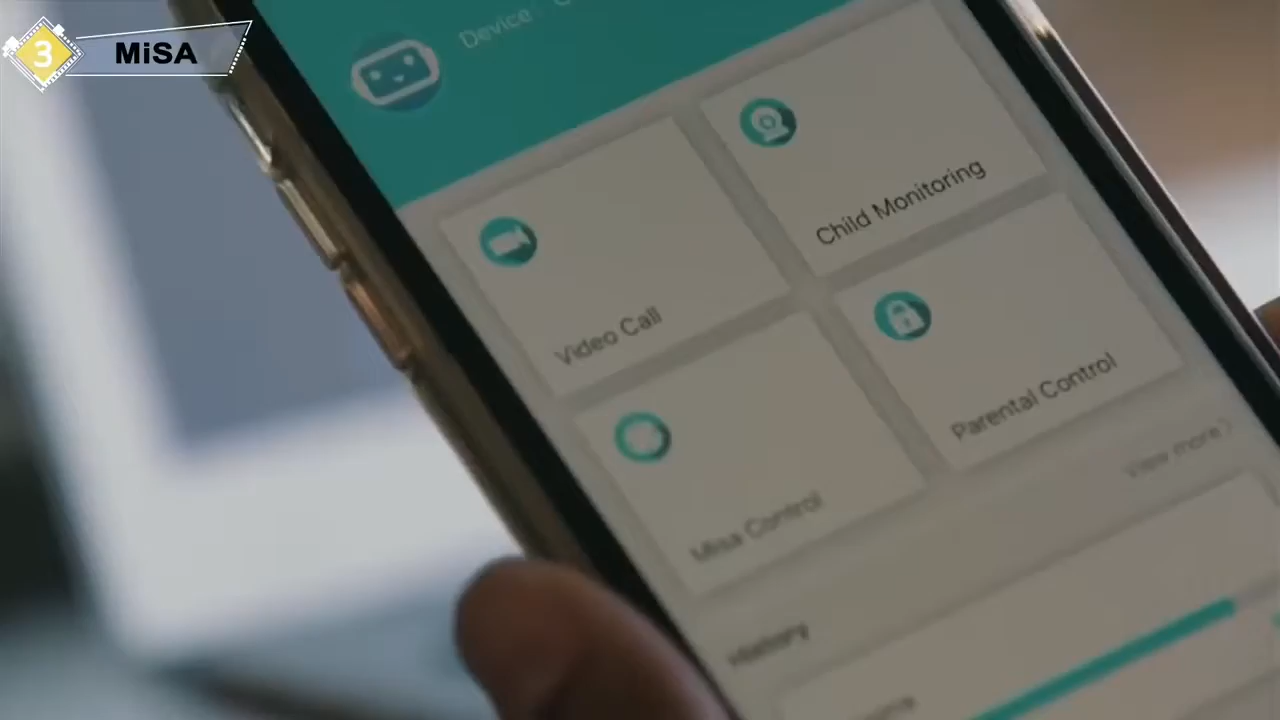 3
MiSA
Device
Video Call
Child Monitoring
Misa Control
Parental Control
View more
History